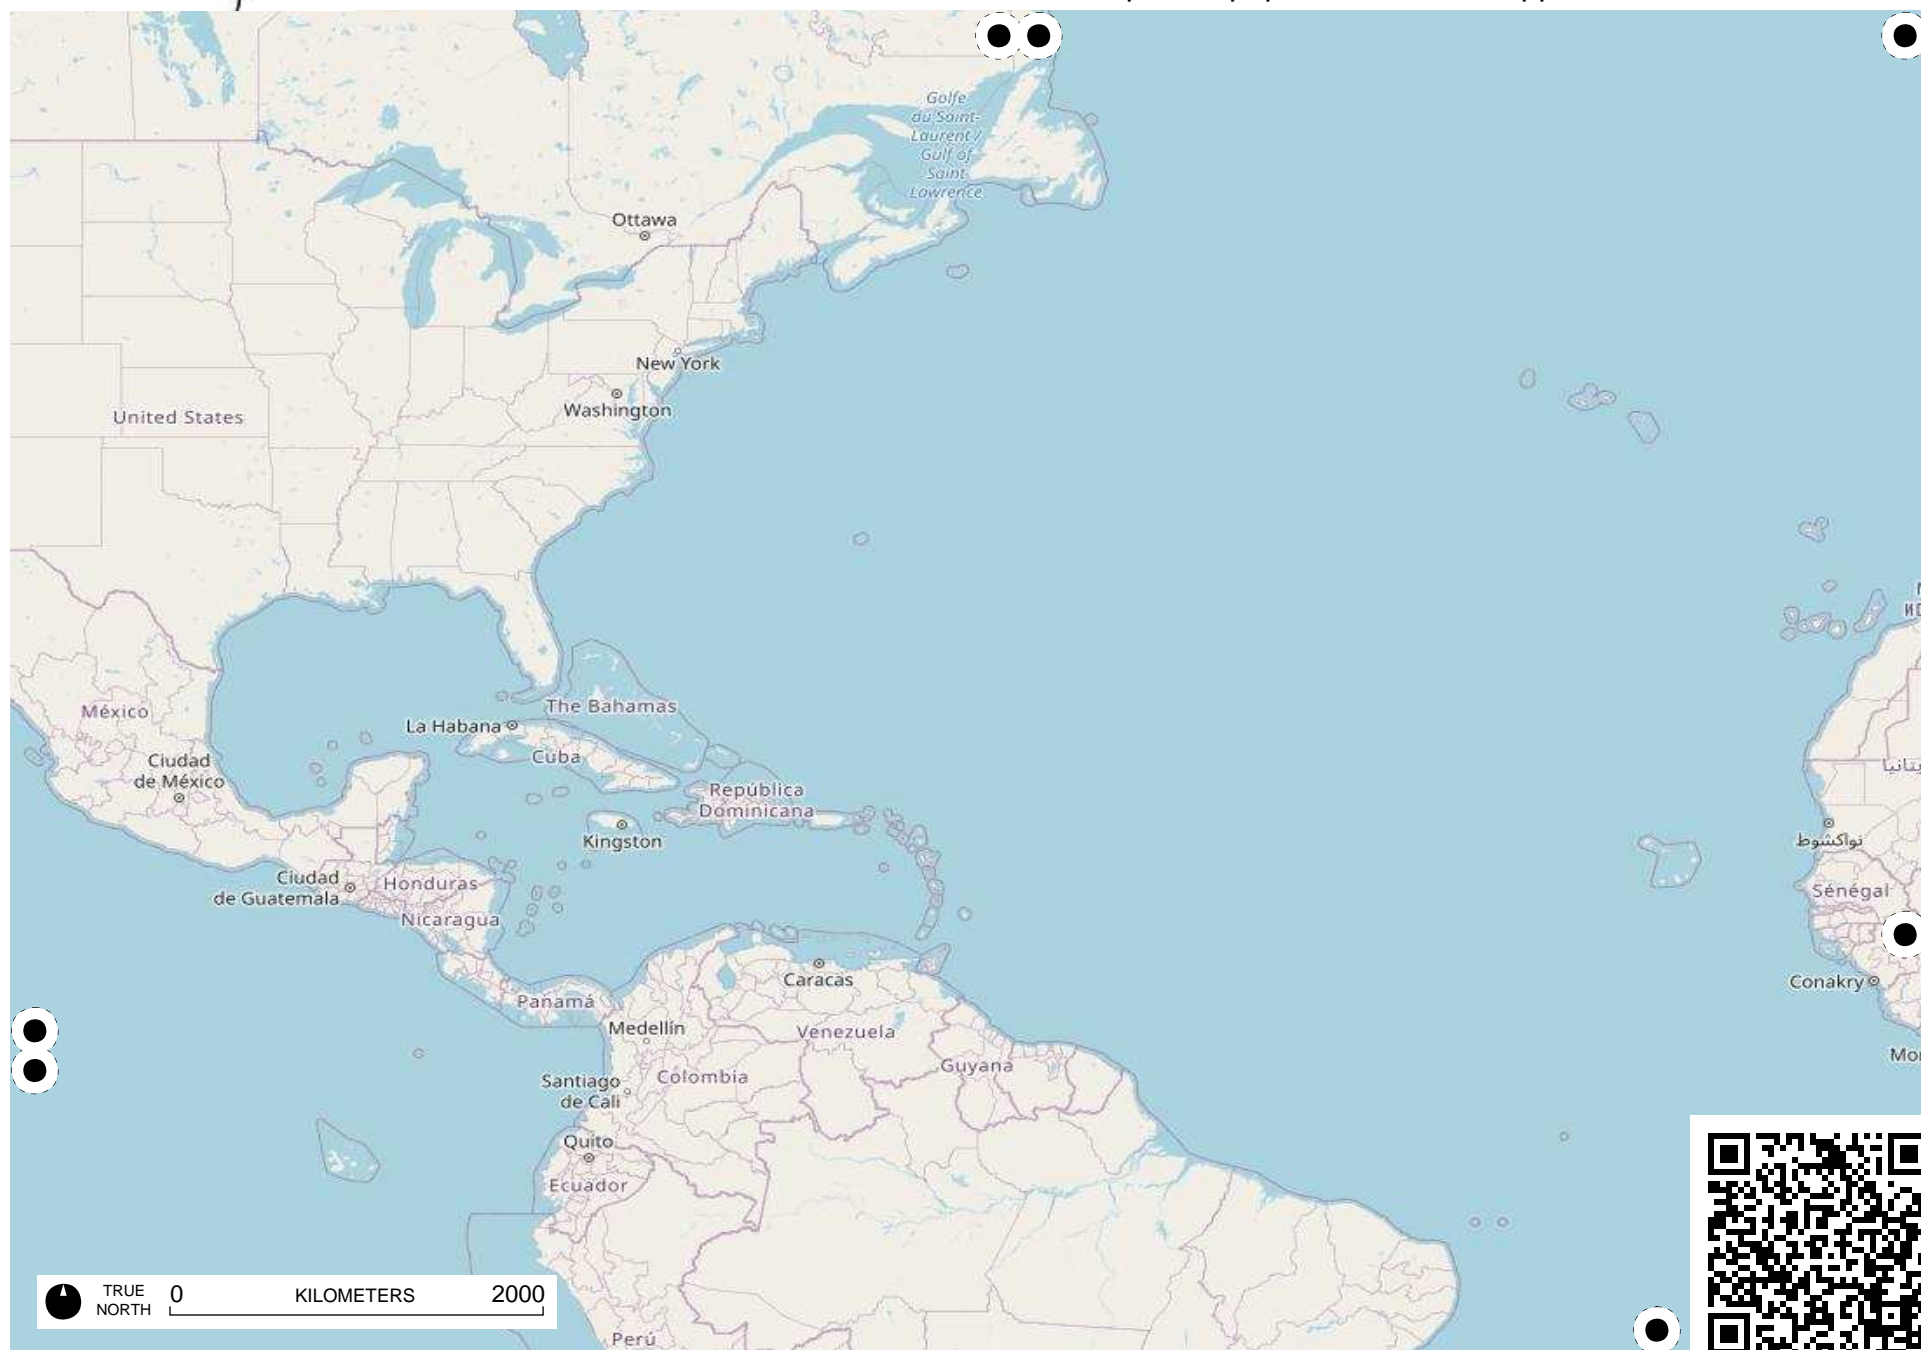 Golfe
du Saint-
Laurent /
Gulf of
Saint
Lawrence
Ottawa
New York
Washington
United States
México
Ciudad
de México
La Habana
The Bahamas
Cuba
República
Dominicana
Kingston
Ciudad
de Guatemala
Honduras
Nicaragua
نواكشوط
Sénégal
Conakry
Panamá
Caracas
Medellín
Venezuela
Guyana
Santiago
de Cali
Colombia
Quito
Ecuador
Perú
TRUE
NORTH
0 KILOMETERS 2000